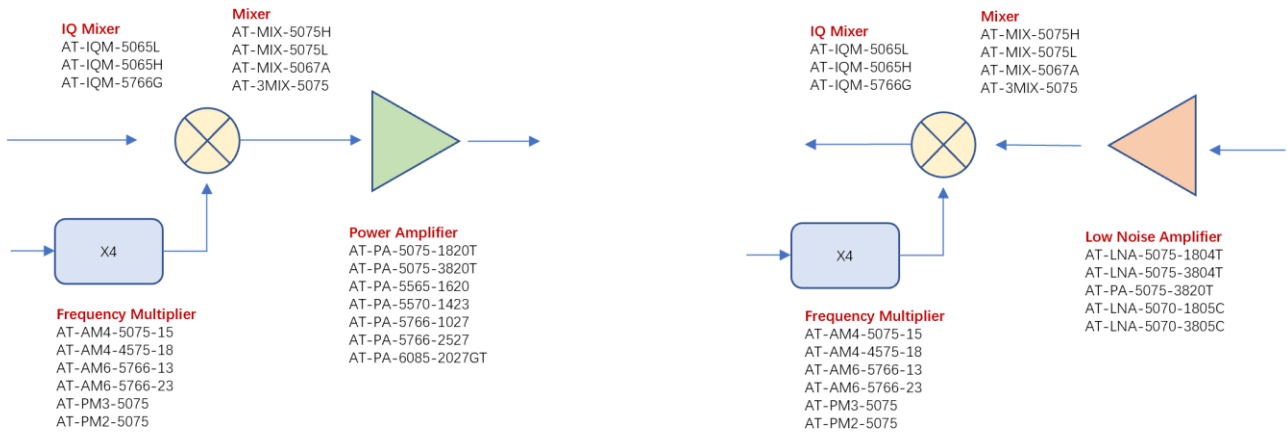 IQ Mixer
AT-IQM-5065L
AT-IQM-5065H
AT-IQM-5766G
Mixer
AT-MIX-5075H
AT-MIX-5075L
AT-MIX-5067A
AT-3MIX-5075
X4
Frequency Multiplier
AT-AM4-5075-15
AT-AM4-4575-18
AT-AM6-5766-13
AT-AM6-5766-23
AT-PM3-5075
AT-PM2-5075
Power Amplifier
AT-PA-5075-1820T
AT-PA-5075-3820T
AT-PA-5565-1620
AT-PA-5570-1423
AT-PA-5766-1027
AT-PA-5766-2527
AT-PA-6085-2027GT
IQ Mixer
AT-IQM-5065L
AT-IQM-5065H
AT-IQM-5766G
Mixer
AT-MIX-5075H
AT-MIX-5075L
AT-MIX-5067A
AT-3MIX-5075
X4
Frequency Multiplier
AT-AM4-5075-15
AT-AM4-4575-18
AT-AM6-5766-13
AT-AM6-5766-23
AT-PM3-5075
AT-PM2-5075
Low Noise Amplifier
AT-LNA-5075-1804T
AT-LNA-5075-3804T
AT-PA-5075-3820T
AT-LNA-5070-1805C
AT-LNA-5070-3805C